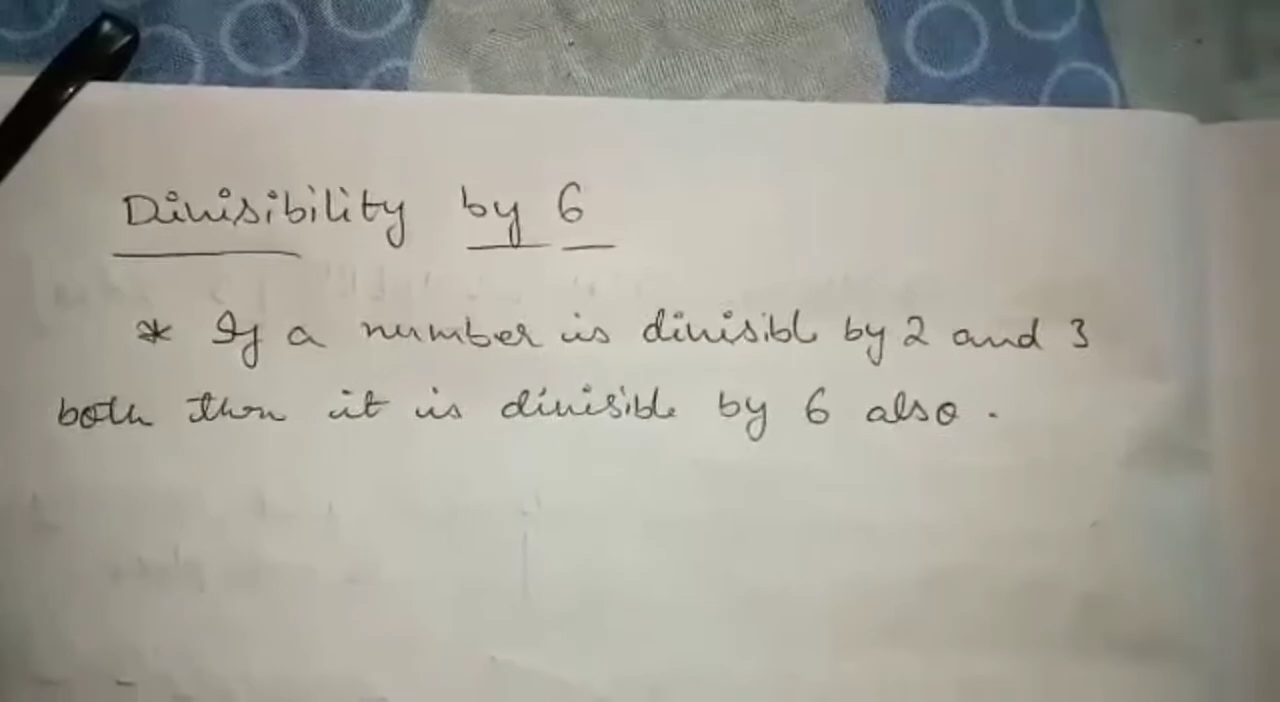 Divisibility by 6
* If a number is divisibl by 2 and 3
both then it is divisible by 6 also.